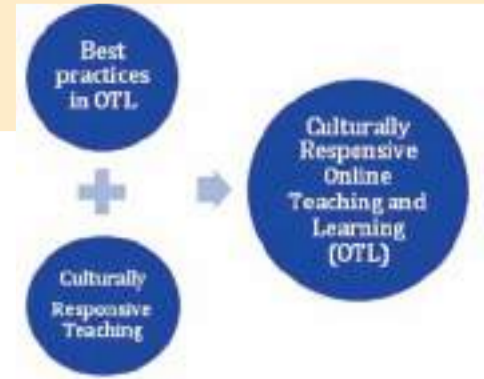 Best
practices
in OTL
Culturally
Responsive
Teaching
Culturally
Responsive
Online
Teaching and
Learning
(OTL)